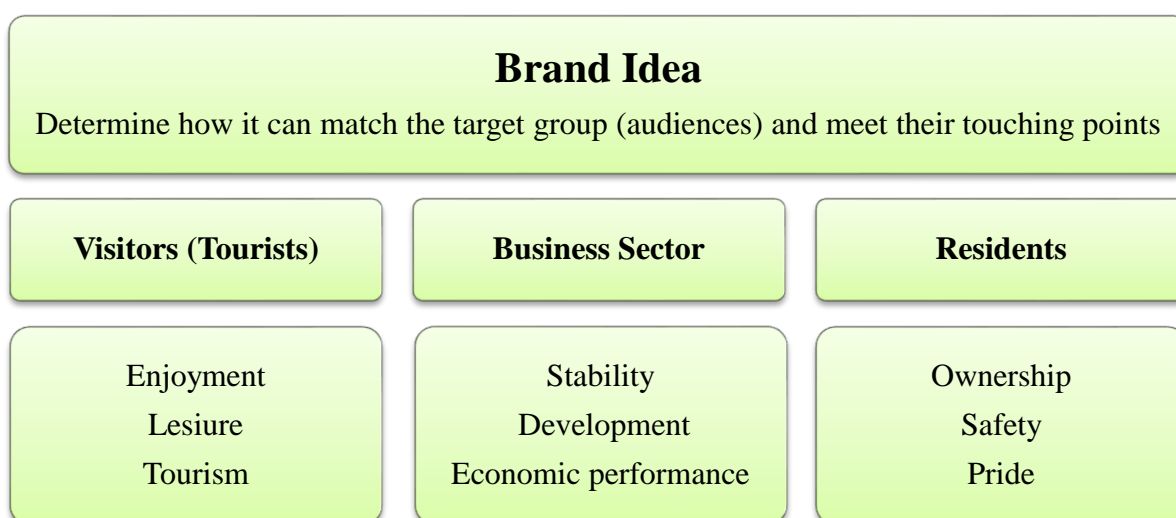 Brand Idea
Determine how it can match the target group (audiences) and meet their touching points
Visitors (Tourists)
Business Sector
Residents
Enjoyment
Lesiure
Tourism
Stability
Development
Economic performance
Ownership
Safety
Pride